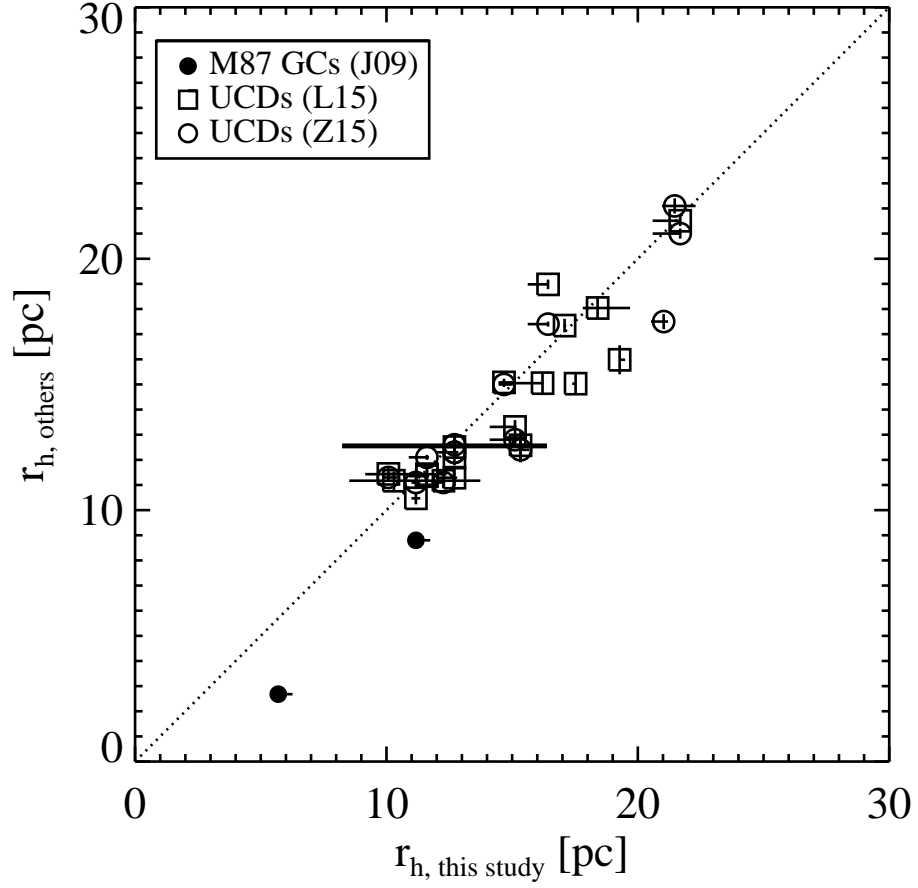 30
M87 GCs (J09)
UCDs (L15)
UCDs (Z15)
20
r_h, others [pc]
10
0
0 10 20 30
r_h, this study [pc]